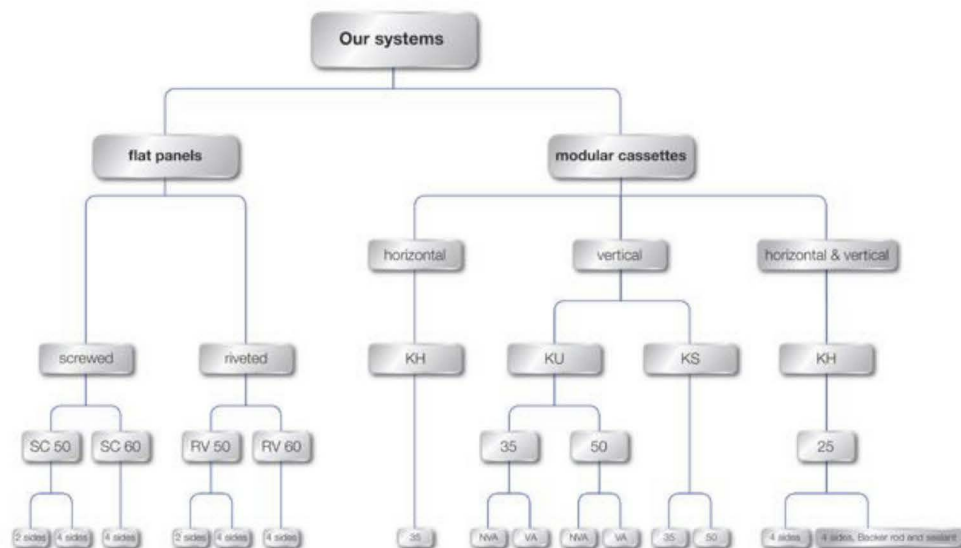 Our systems
flat panels
modular cassettes
horizontal
vertical
horizontal & vertical
screwed
riveted
KH
KU
KS
KH
SC 50
SC 60
RV 50
RV 60
35
50
25
2 sides
4 sides
4 sides
2 sides
4 sides
4 sides
35
NVA
VA
NVA
VA
35
50
4 sides
4 sides, Backer rod and sealant